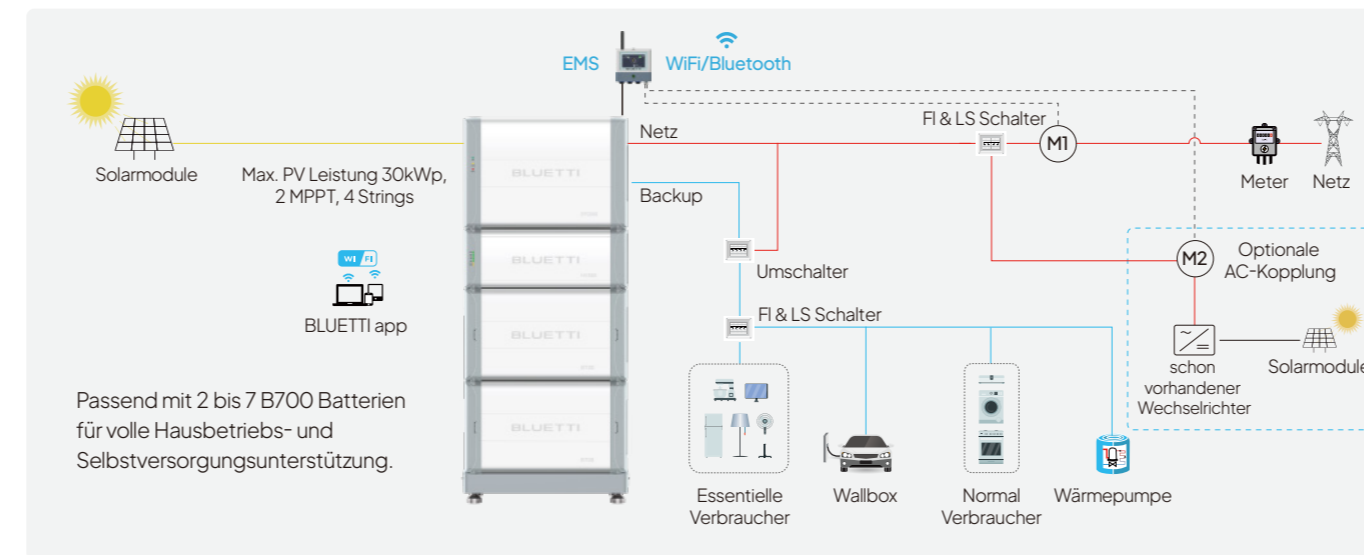 EMS
WiFi/Bluetooth
Solarmodule
Max. PV Leistung 30kWp,
2 MPPT, 4 Strings
WI FI
BLUETTI app
Passend mit 2 bis 7 B700 Batterien
für volle Hausbetriebs- und
Selbstversorgungsunterstützung.
BLUETTI
BLUETTI
BLUETTI
BLUETTI
Netz
Backup
Umschalter
FI & LS Schalter
FI & LS Schalter
M1
Meter
Netz
M2
Optionale
AC-Kopplung
schon
vorhandener
Wechselrichter
Solarmodule
Essentielle
Verbraucher
Wallbox
Normal
Verbraucher
Wärmepumpe